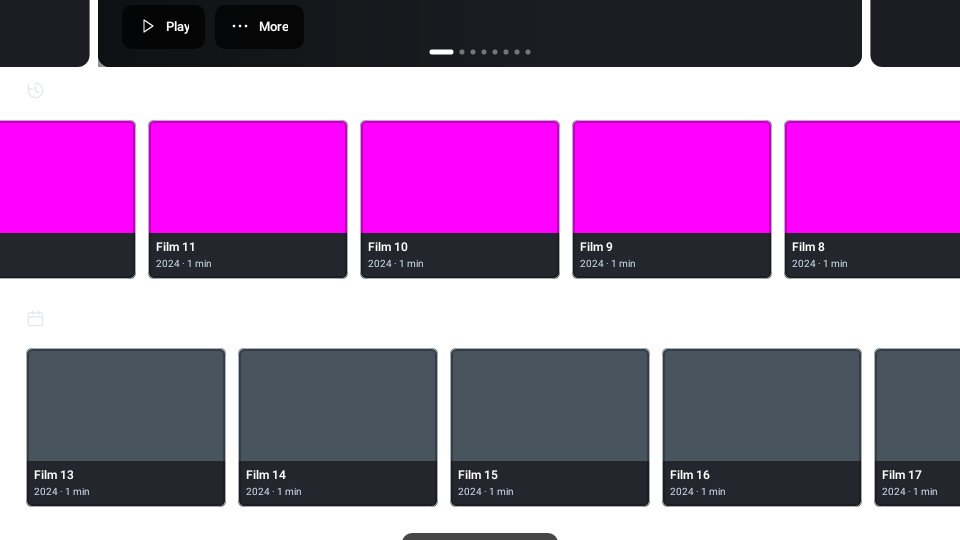 Play
More
Film 11
2024 · 1 min
Film 10
2024 · 1 min
Film 9
2024 · 1 min
Film 8
2024 · 1 min
Film 13
2024 · 1 min
Film 14
2024 · 1 min
Film 15
2024 · 1 min
Film 16
2024 · 1 min
Film 17
2024 · 1 min